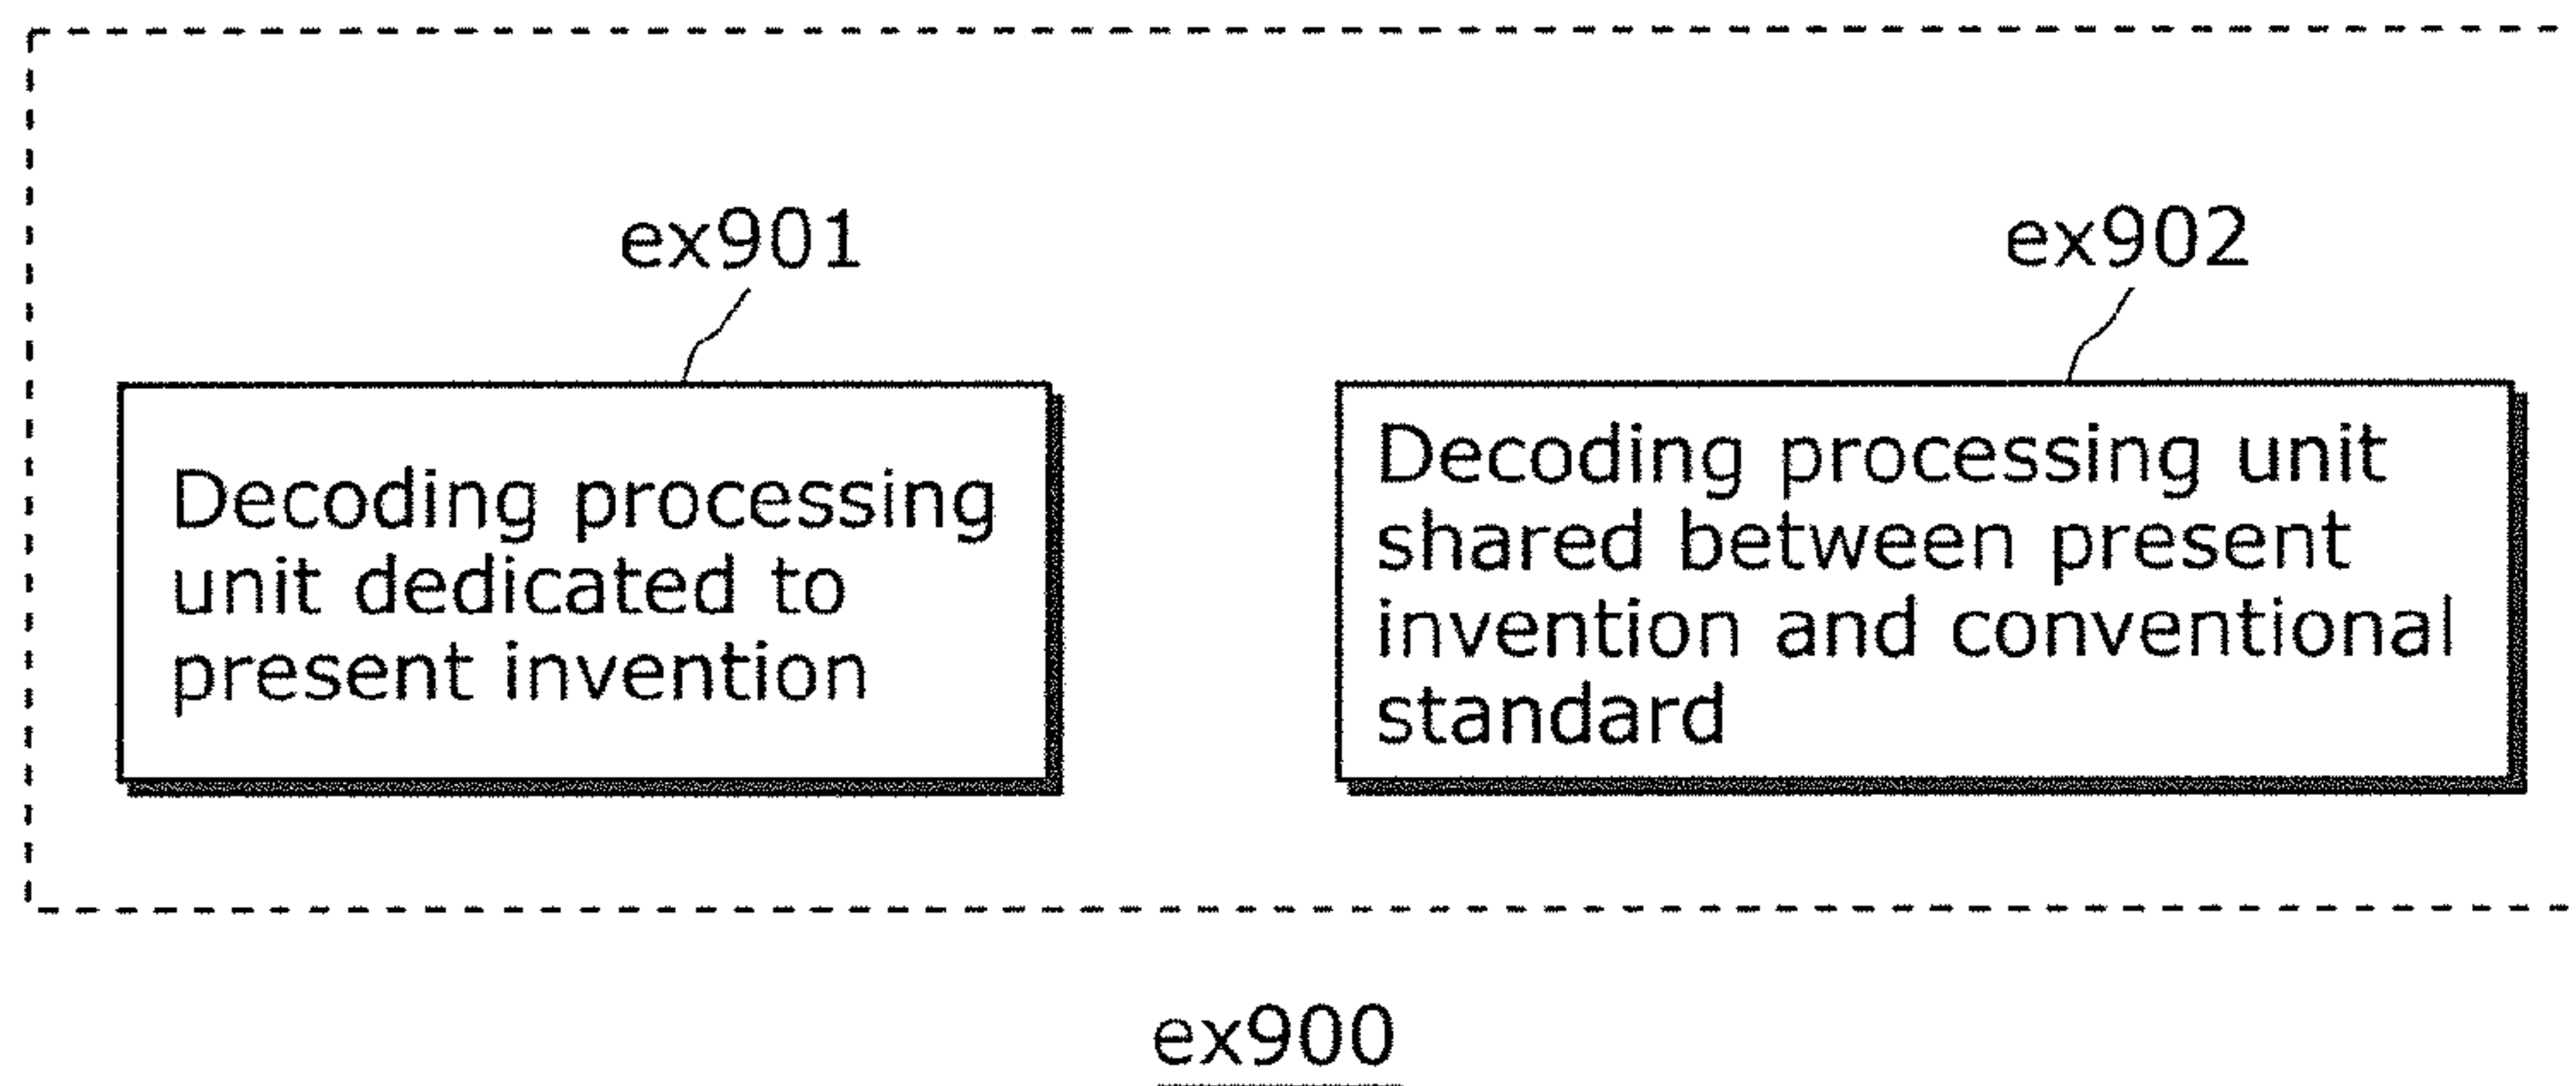 ex901
Decoding processing
unit dedicated to
present invention
ex902
Decoding processing unit
shared between present
invention and conventional
standard
ex900